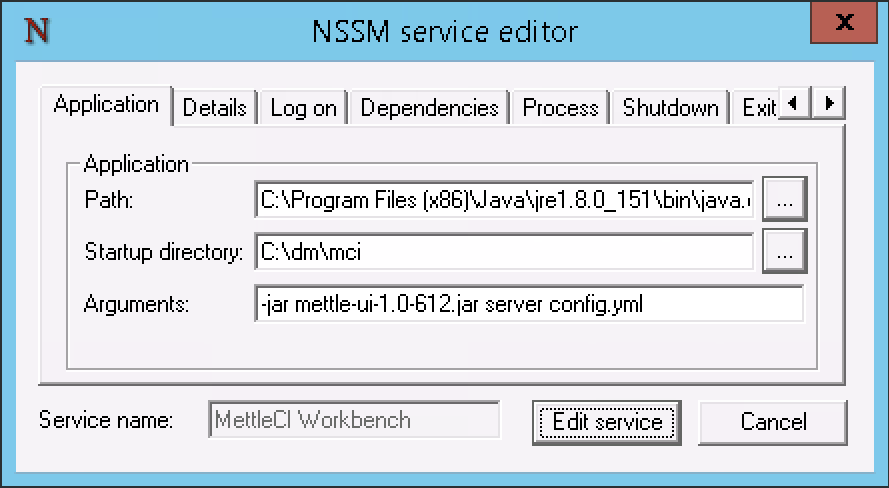 N NSSM service editor x
Application Details Log on Dependencies Process Shutdown Exit
Application
Path: C:\Program Files (x86)\Java\jre1.8.0_151\bin\java. ...
Startup directory: C:\dm\mci ...
Arguments: -jar mettle-ui-1.0-612.jar server config.yml
Service name: MettleCI Workbench Edit service Cancel